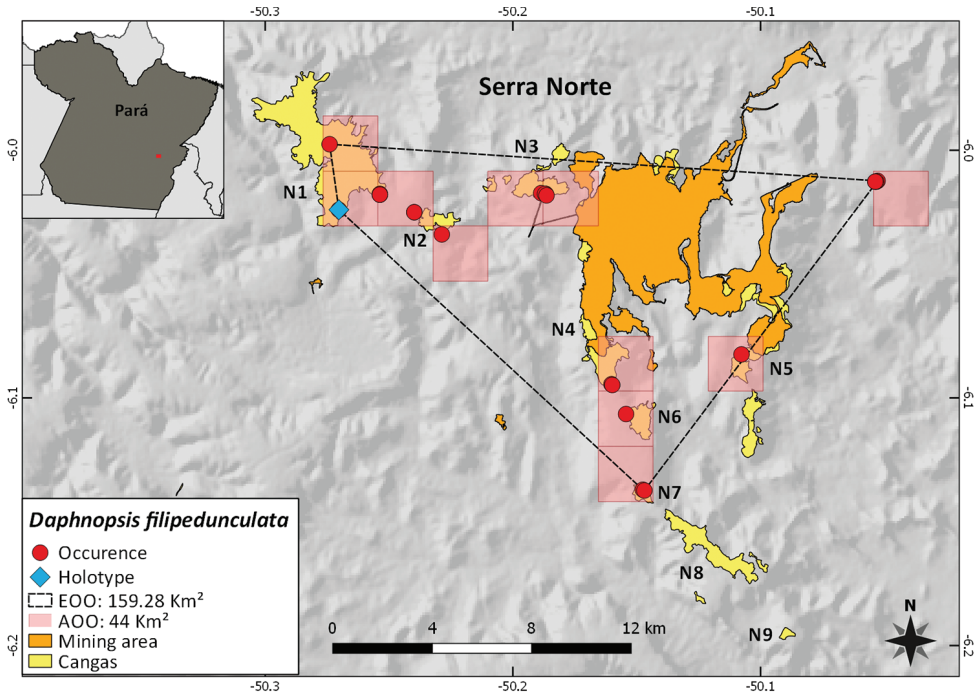 -50.3
-50.2
-50.1
Pará
Serra Norte
-6.0
-6.0
N3
N1
N2
N4
N5
-6.1
-6.1
N6
N7
Daphnopsis filipedunculata
Occurence
Holotype
EOO: 159.28 Km²
AOO: 44 Km²
Mining area
Cangas
N8
N
0 4 8 12 km
N9
-6.2
-6.2
-50.3
-50.2
-50.1